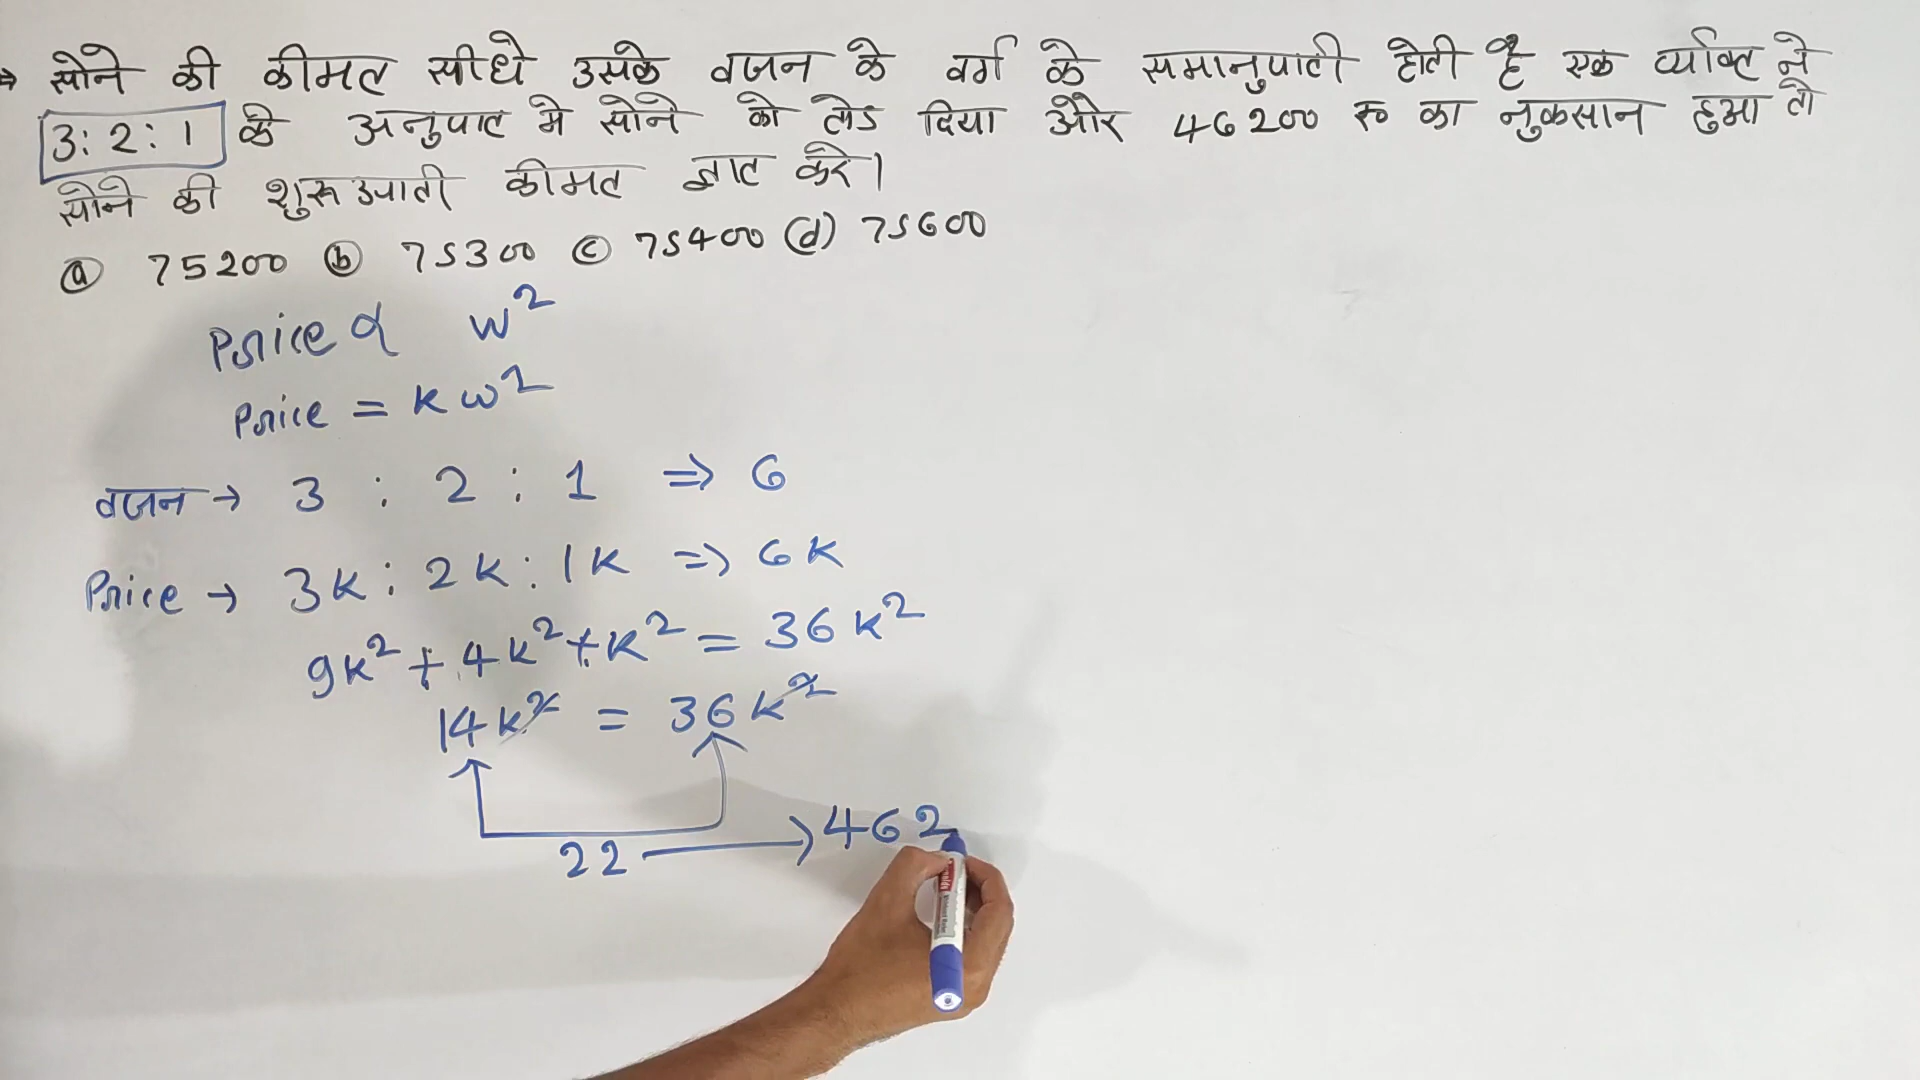 → सोने की कीमत सीधे उसके वजन के वर्ग के समानुपाती होती है एक व्यक्ति ने
3:2:1 के अनुपात मे सोने को तोड दिया और 46200 रू का नुकसान हुआ तो
सोने की शुरूआती कीमत ज्ञात करे।
(a) 75200 (b) 75300 (c) 75400 (d) 75600
Price ∝ w²
Price = kw²
वजन → 3 : 2 : 1 ⇒ 6
Price → 3k : 2k : 1k ⇒ 6k
9k² + 4k² + k² = 36k²
14k² = 36k²
22 → 462